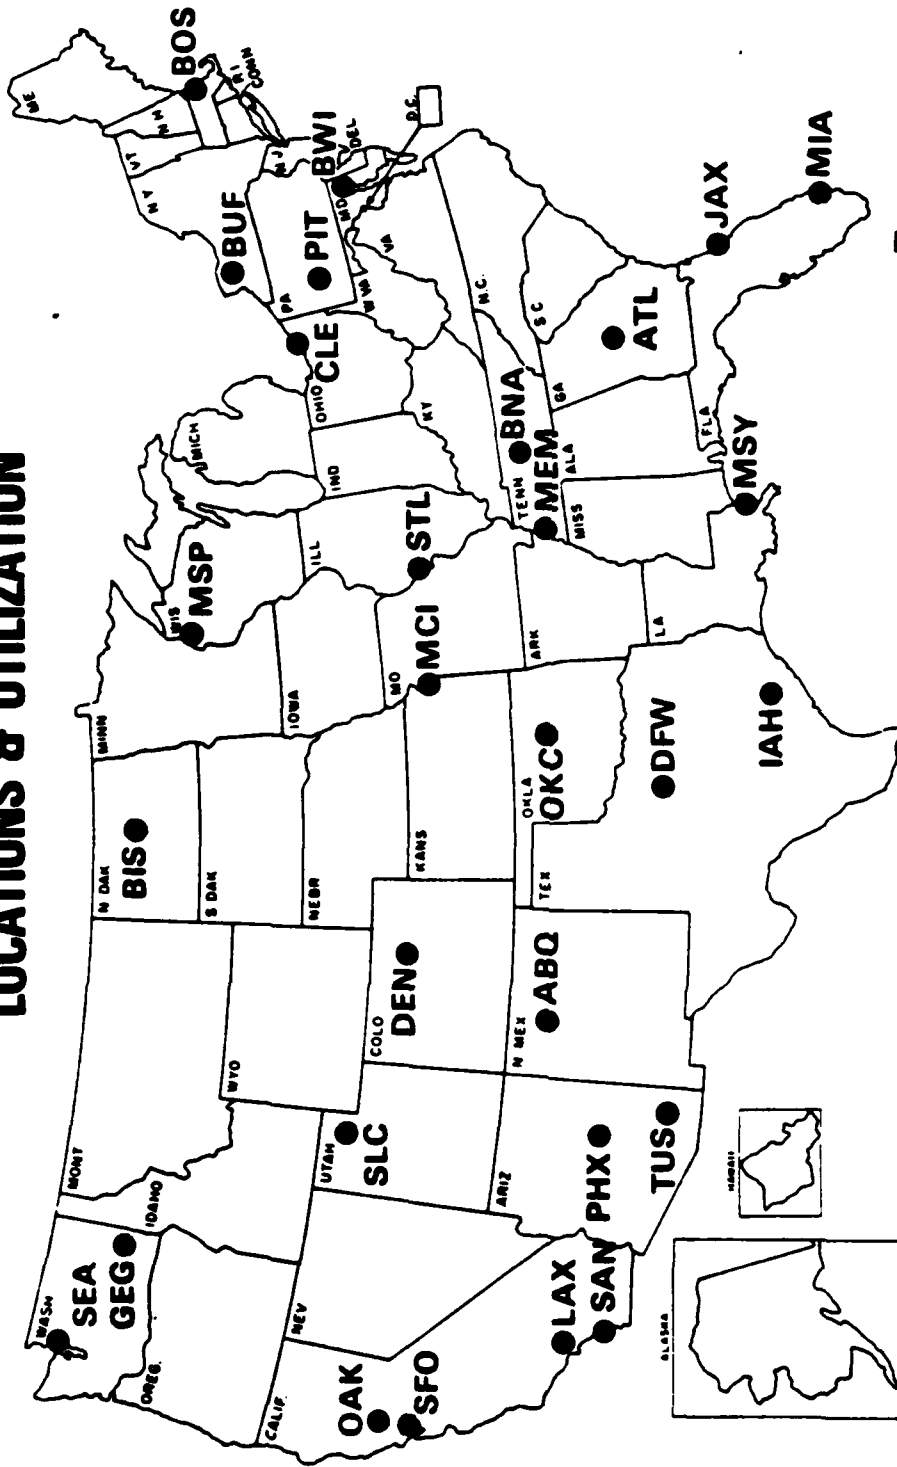 LOCATIONS & UTILIZATION
WASH
SEA
GEG
MONT
IDAHO
OREG.
N DAK
BIS
MINN
WIS
MSP
MICH
ME
VT
N H
N Y
BOS
R I
CONN
BUF
S DAK
WYO
NEBR
IOWA
ILL
IND
OHIO
CLE
PA
PIT
N J
BWI
MD
DEL
D.C.
CALIF.
NEV
UTAH
SLC
COLO
DEN
KANS
MO
MCI
STL
KY
W VA
VA
OAK
SFO
ARIZ
N MEX
ABQ
OKLA
OKC
TEX
ARK
TENN
BNA
MEM
N.C.
S C
LAX
SAN
PHX
TUS
DFW
IAH
LA
MISS
ALA
GA
ATL
FLA
MSY
JAX
MIA
ALASKA
HAWAII